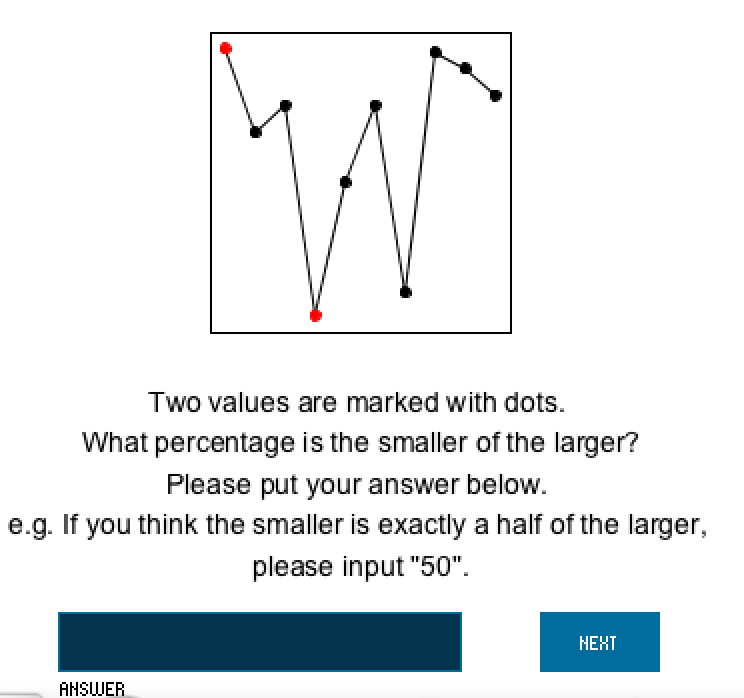 Two values are marked with dots.
What percentage is the smaller of the larger?
Please put your answer below.
e.g. If you think the smaller is exactly a half of the larger,
please input "50".
NEXT
ANSWER